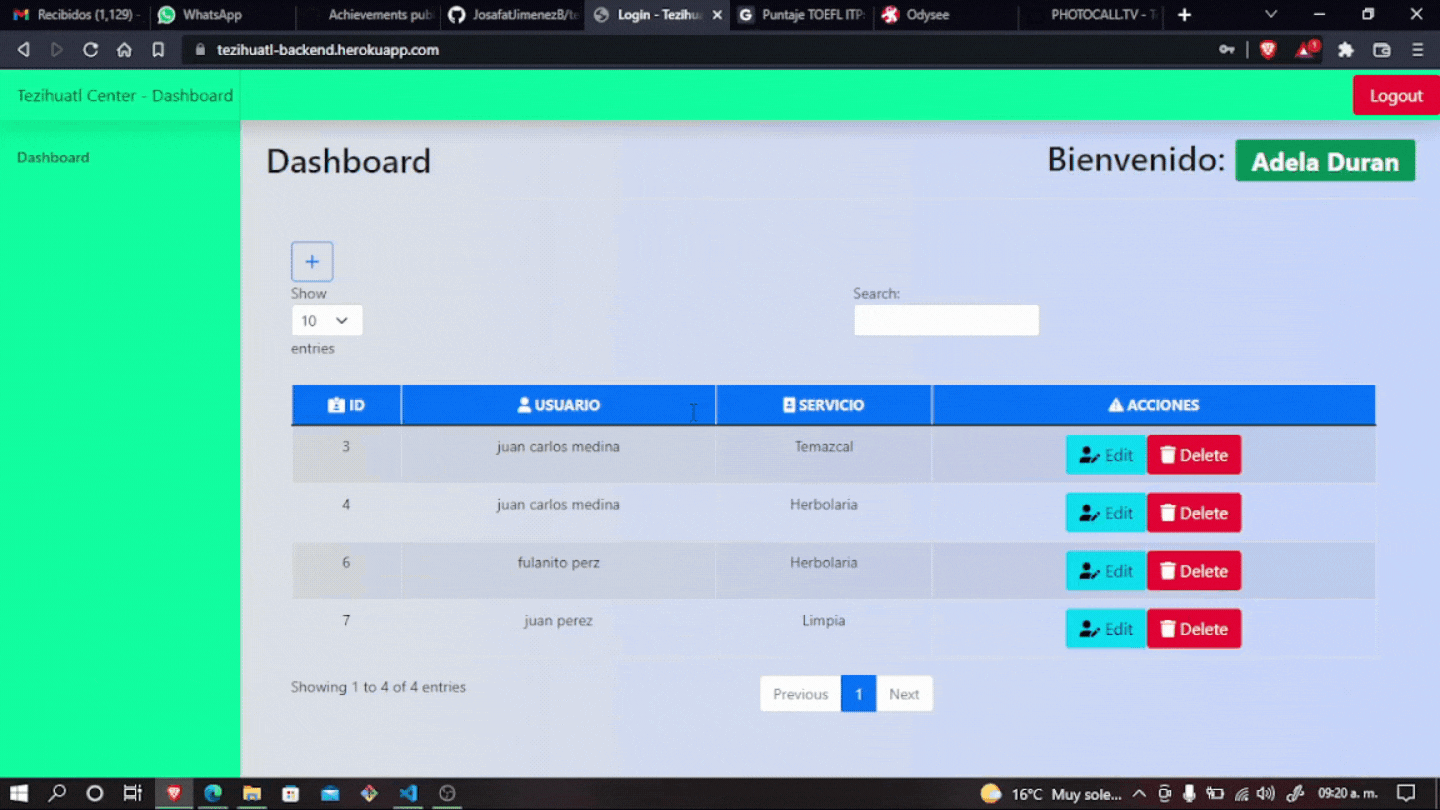 Recibidos (1,129) -
WhatsApp
Achievements pub
JosafatJimenezB/te
Login - Tezihua
Puntaje TOEFL ITP:
Odysee
PHOTOCALL.TV - T
tezihuatl-backend.herokuapp.com
Tezihuatl Center - Dashboard
Logout
Dashboard
Dashboard
Bienvenido: Adela Duran
+
Show
10
entries
Search:
ID USUARIO SERVICIO ACCIONES
3 juan carlos medina Temazcal Edit Delete
4 juan carlos medina Herbolaria Edit Delete
6 fulanito perz Herbolaria Edit Delete
7 juan perez Limpia Edit Delete
Showing 1 to 4 of 4 entries
Previous 1 Next
16°C Muy sole... 09:20 a. m.